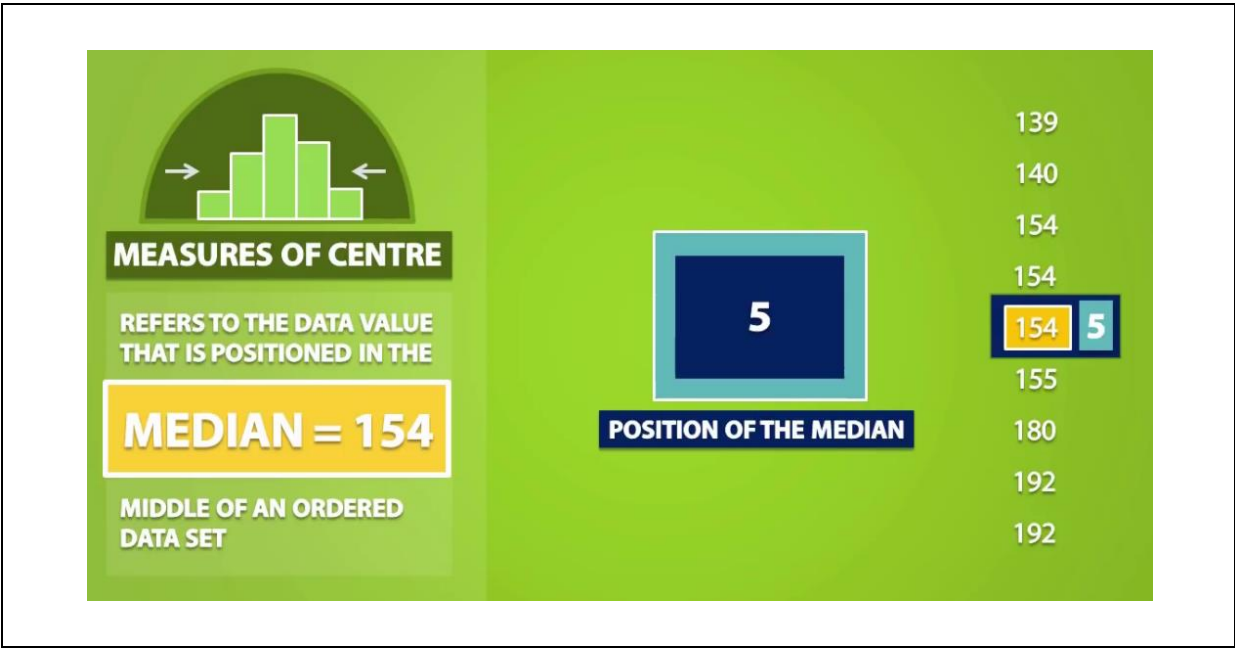 MEASURES OF CENTRE
REFERS TO THE DATA VALUE
THAT IS POSITIONED IN THE
MEDIAN = 154
MIDDLE OF AN ORDERED
DATA SET
5
POSITION OF THE MEDIAN
139
140
154
154
154 5
155
180
192
192